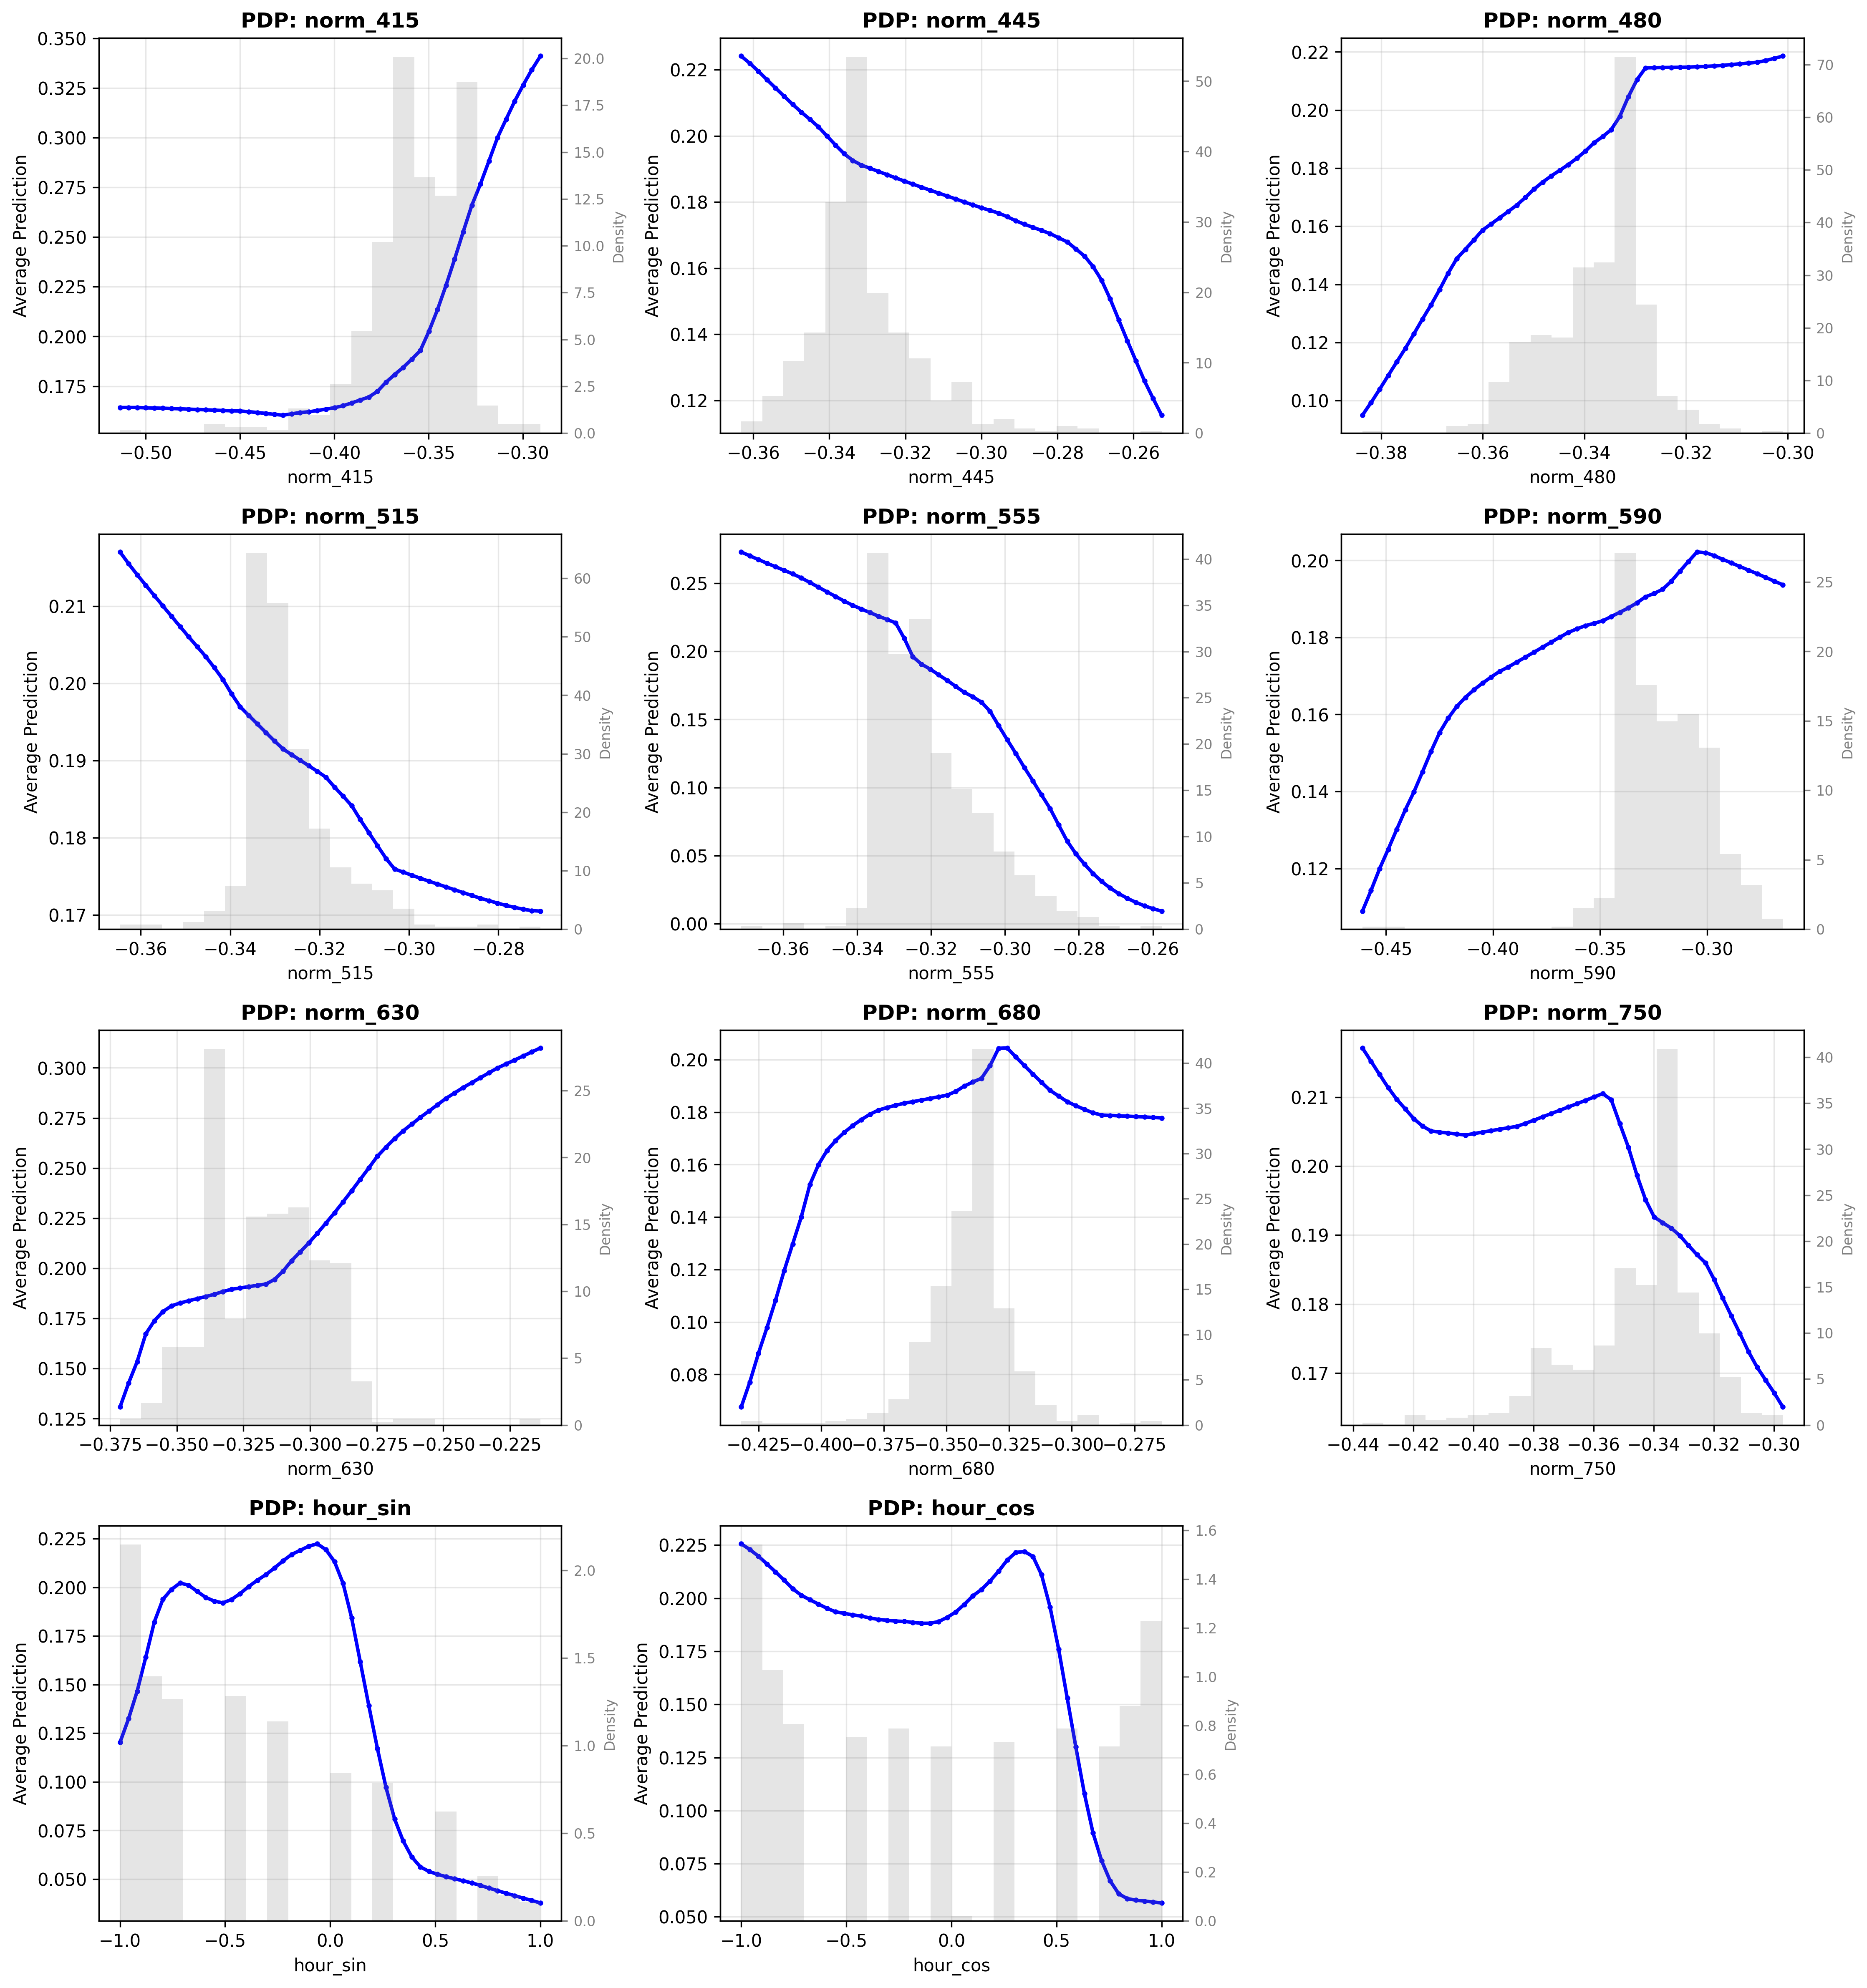 PDP: norm_415
Average Prediction
0.350
0.325
0.300
0.275
0.250
0.225
0.200
0.175
20.0
17.5
15.0
12.5
10.0
7.5
5.0
2.5
0.0
Density
−0.50 −0.45 −0.40 −0.35 −0.30
norm_415
PDP: norm_445
Average Prediction
0.22
0.20
0.18
0.16
0.14
0.12
50
40
30
20
10
0
Density
−0.36 −0.34 −0.32 −0.30 −0.28 −0.26
norm_445
PDP: norm_480
Average Prediction
0.22
0.20
0.18
0.16
0.14
0.12
0.10
70
60
50
40
30
20
10
0
Density
−0.38 −0.36 −0.34 −0.32 −0.30
norm_480
PDP: norm_515
Average Prediction
0.21
0.20
0.19
0.18
0.17
60
50
40
30
20
10
0
Density
−0.36 −0.34 −0.32 −0.30 −0.28
norm_515
PDP: norm_555
Average Prediction
0.25
0.20
0.15
0.10
0.05
0.00
40
35
30
25
20
15
10
5
0
Density
−0.36 −0.34 −0.32 −0.30 −0.28 −0.26
norm_555
PDP: norm_590
Average Prediction
0.20
0.18
0.16
0.14
0.12
25
20
15
10
5
0
Density
−0.45 −0.40 −0.35 −0.30
norm_590
PDP: norm_630
Average Prediction
0.300
0.275
0.250
0.225
0.200
0.175
0.150
0.125
25
20
15
10
5
0
Density
−0.375 −0.350 −0.325 −0.300 −0.275 −0.250 −0.225
norm_630
PDP: norm_680
Average Prediction
0.20
0.18
0.16
0.14
0.12
0.10
0.08
40
35
30
25
20
15
10
5
0
Density
−0.425 −0.400 −0.375 −0.350 −0.325 −0.300 −0.275
norm_680
PDP: norm_750
Average Prediction
0.21
0.20
0.19
0.18
0.17
40
35
30
25
20
15
10
5
0
Density
−0.44 −0.42 −0.40 −0.38 −0.36 −0.34 −0.32 −0.30
norm_750
PDP: hour_sin
Average Prediction
0.225
0.200
0.175
0.150
0.125
0.100
0.075
0.050
2.0
1.5
1.0
0.5
0.0
Density
−1.0 −0.5 0.0 0.5 1.0
hour_sin
PDP: hour_cos
Average Prediction
0.225
0.200
0.175
0.150
0.125
0.100
0.075
0.050
1.6
1.4
1.2
1.0
0.8
0.6
0.4
0.2
0.0
Density
−1.0 −0.5 0.0 0.5 1.0
hour_cos